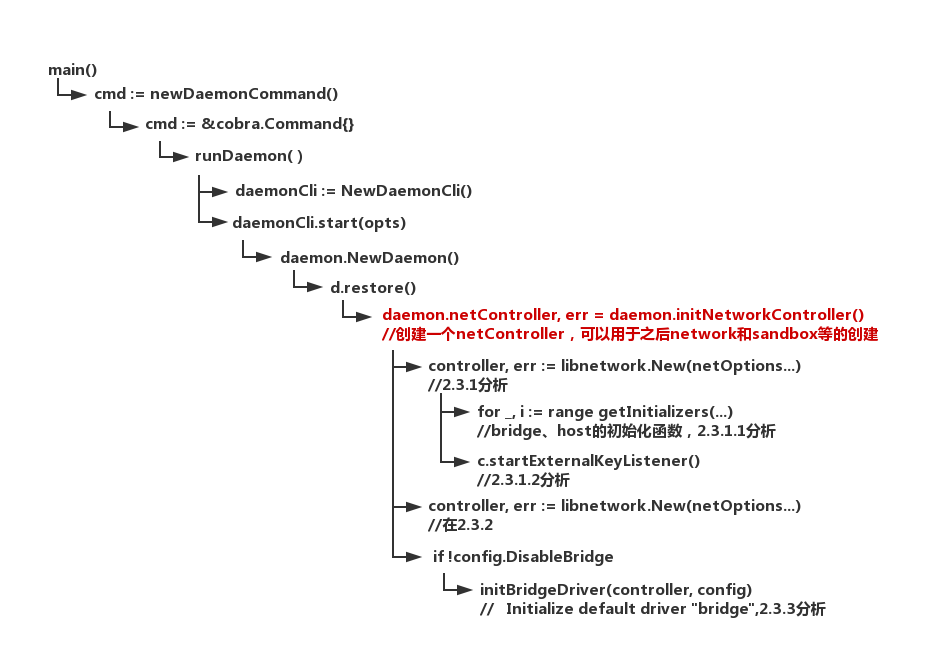 main()
cmd := newDaemonCommand()
cmd := &cobra.Command{}
runDaemon( )
daemonCli := NewDaemonCli()
daemonCli.start(opts)
daemon.NewDaemon()
d.restore()
daemon.netController, err = daemon.initNetworkController()
//创建一个netController，可以用于之后network和sandbox等的创建
controller, err := libnetwork.New(netOptions...)
//2.3.1分析
for _, i := range getInitializers(...)
//bridge、host的初始化函数，2.3.1.1分析
c.startExternalKeyListener()
//2.3.1.2分析
controller, err := libnetwork.New(netOptions...)
//在2.3.2
if !config.DisableBridge
initBridgeDriver(controller, config)
// Initialize default driver "bridge",2.3.3分析